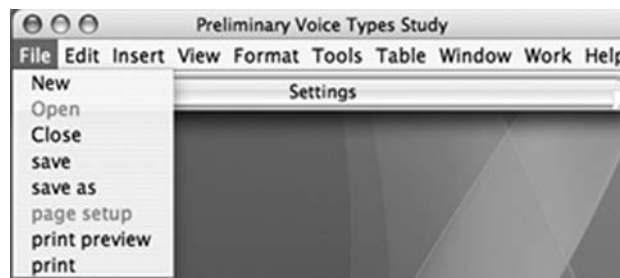 Preliminary Voice Types Study
File Edit Insert View Format Tools Table Window Work Help
Settings
New
Open
Close
save
save as
page setup
print preview
print